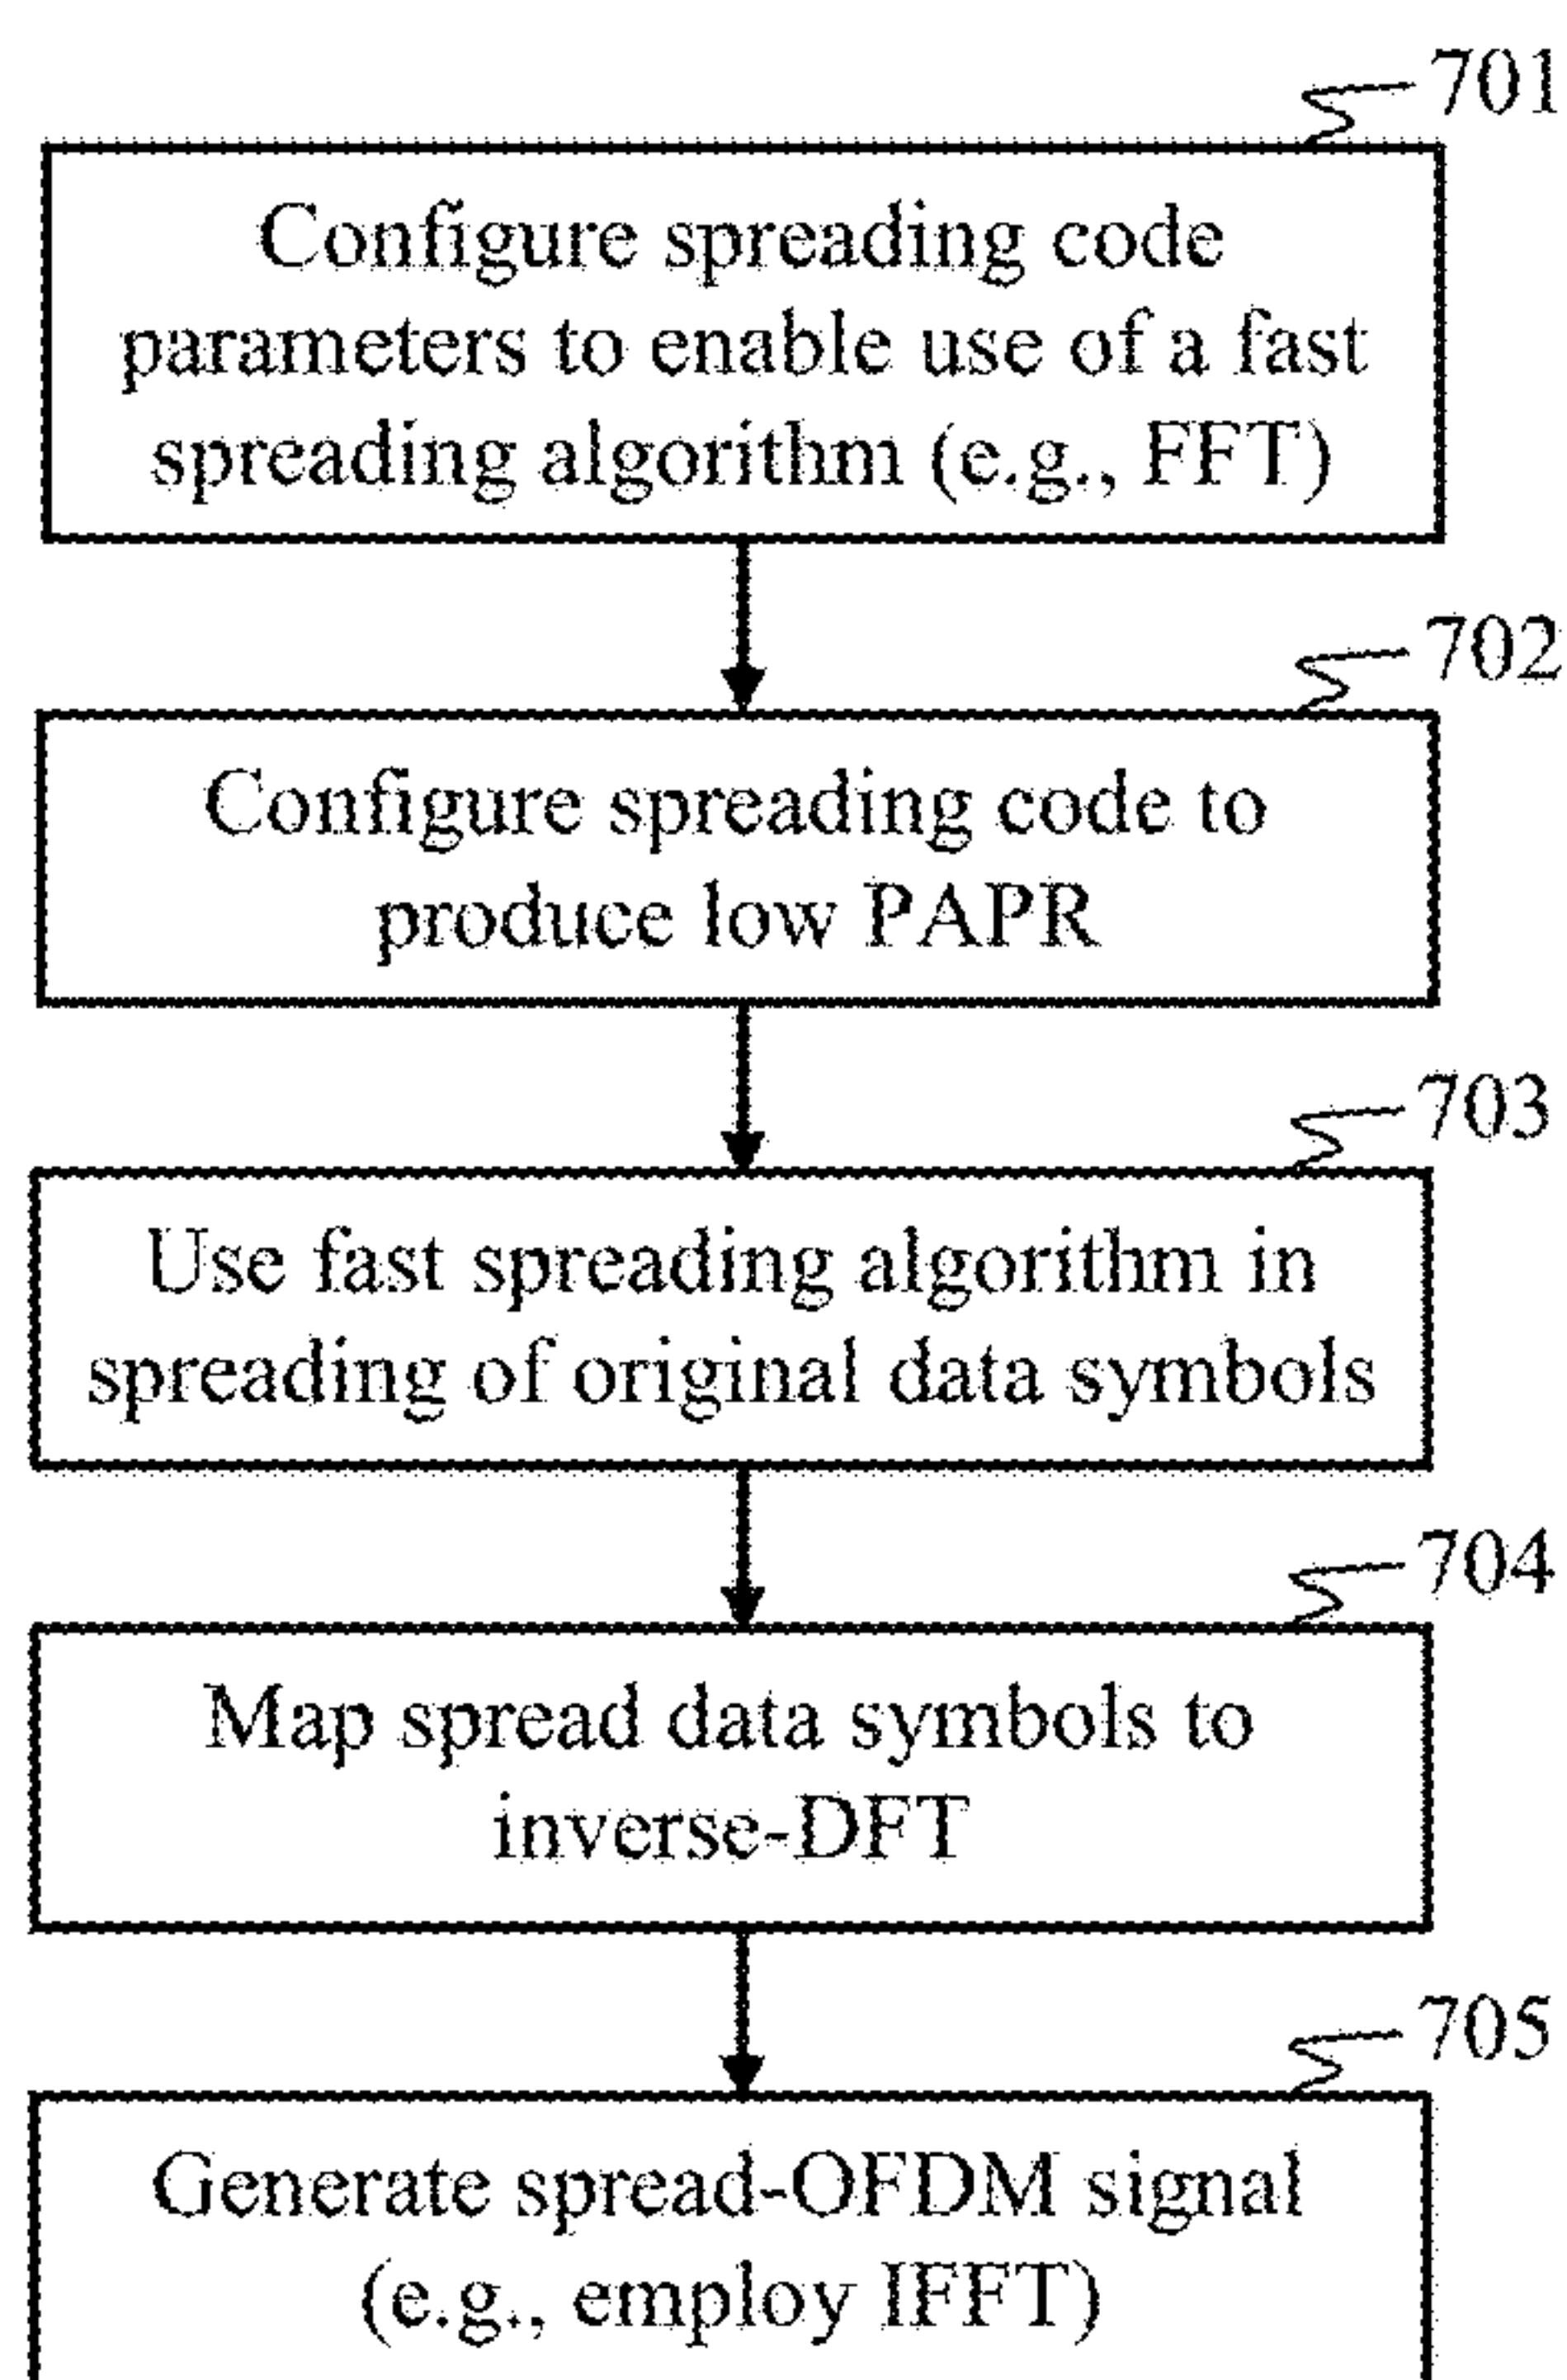 701
Configure spreading code
parameters to enable use of a fast
spreading algorithm (e.g., FFT)
702
Configure spreading code to
produce low PAPR
703
Use fast spreading algorithm in
spreading of original data symbols
704
Map spread data symbols to
inverse-DFT
705
Generate spread-OFDM signal
(e.g., employ IFFT)